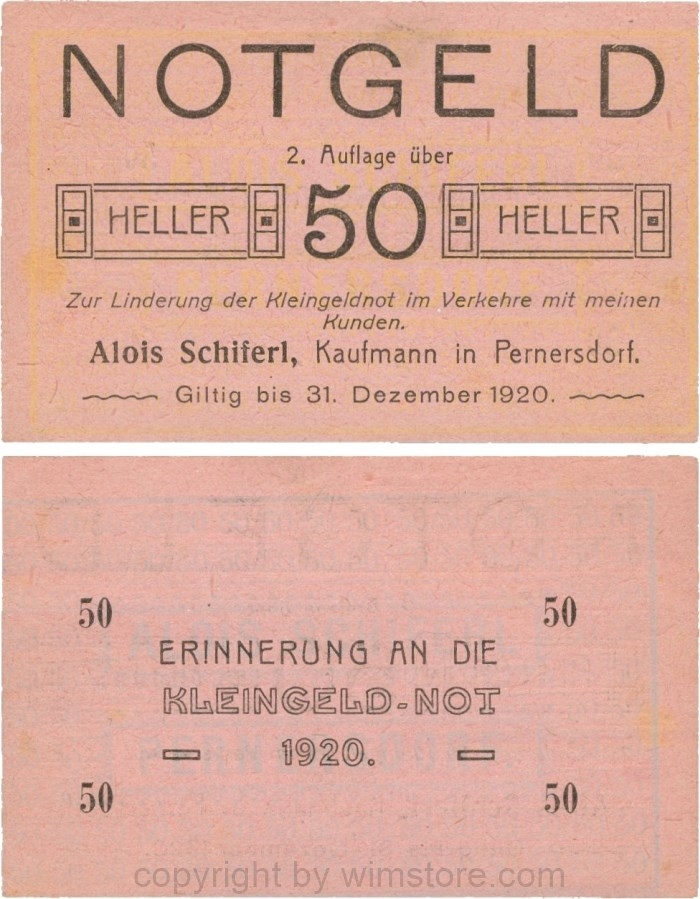 NOTGELD
2. Auflage über
HELLER 50 HELLER
Zur Linderung der Kleingeldnot im Verkehre mit meinen
Kunden.
Alois Schiferl, Kaufmann in Pernersdorf.
Giltig bis 31. Dezember 1920.
50 50
ERINNERUNG AN DIE
KLEINGELD-NOT
1920.
50 50
copyright by wimstore.com